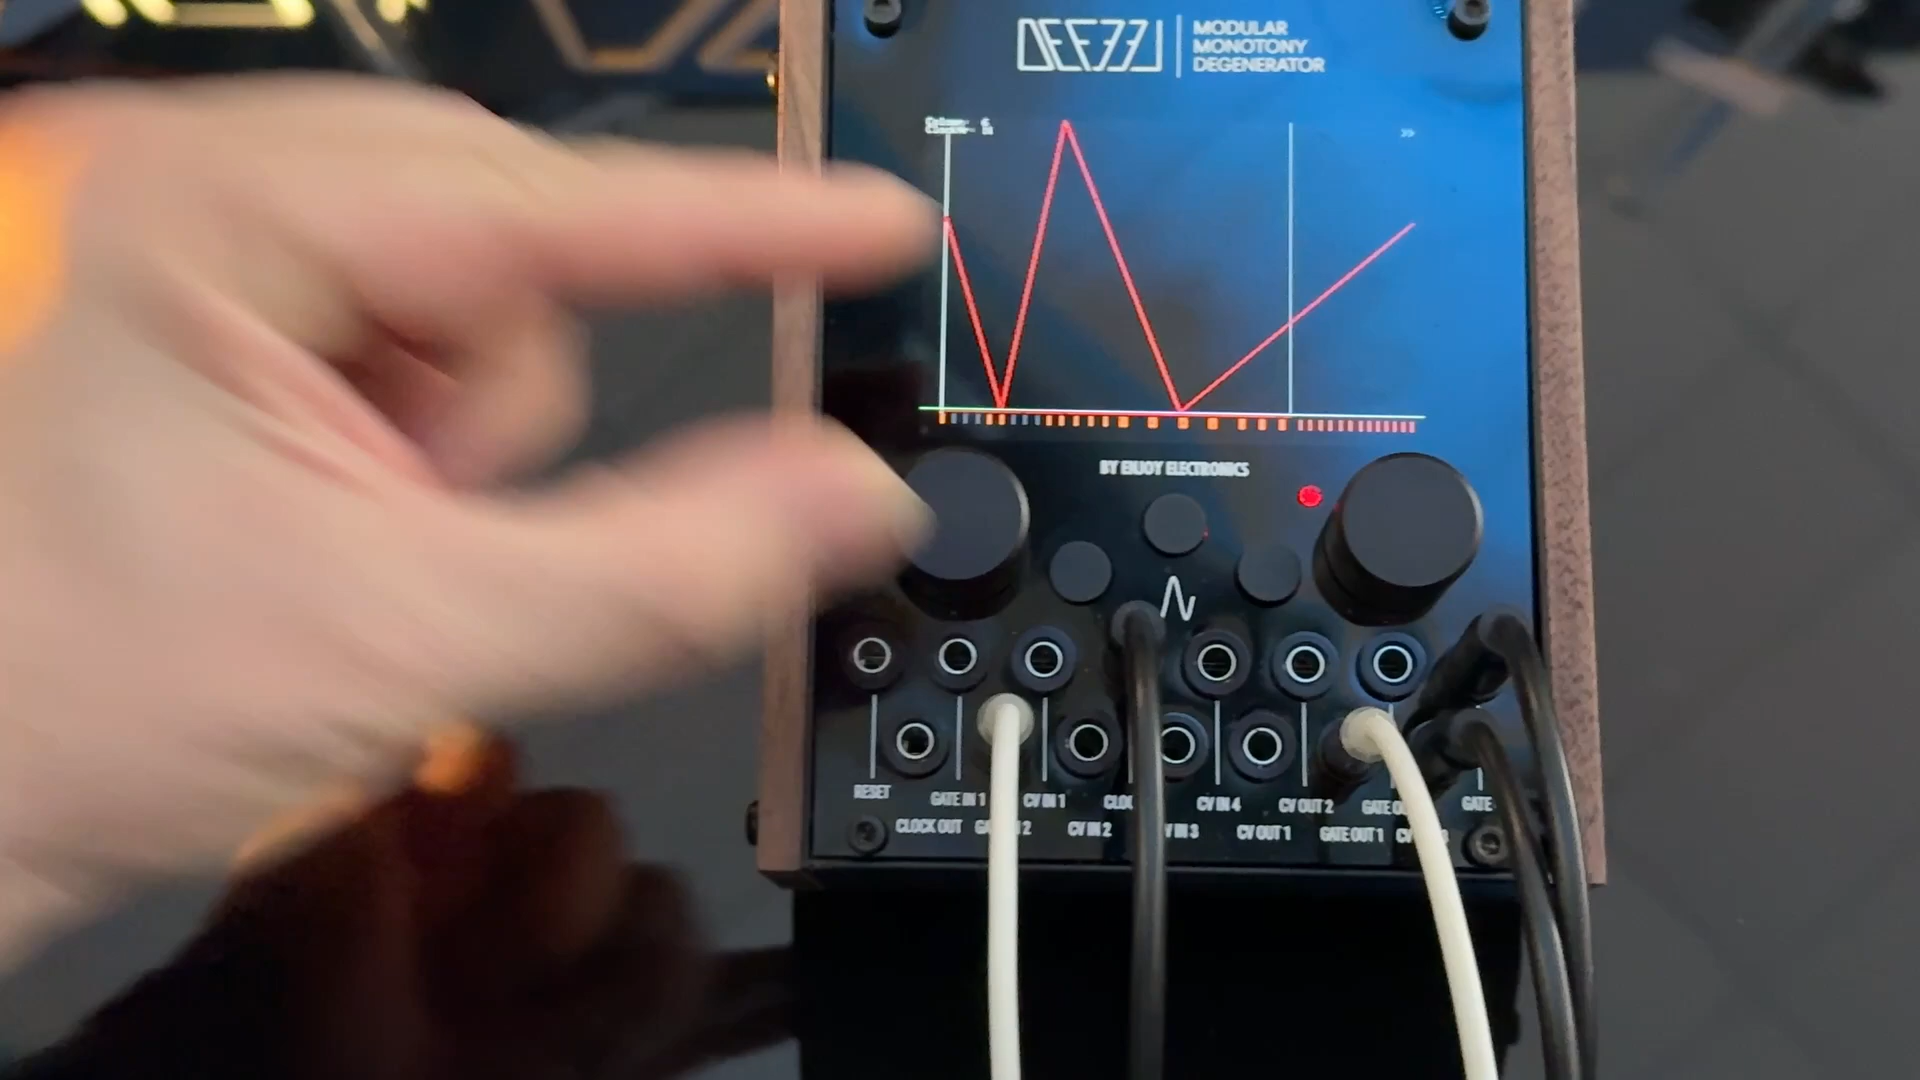 MODULAR
MONOTONY
DEGENERATOR
>>
BY ENJOY ELECTRONICS
RESET
GATE IN 1
CV IN 1
CV IN 4
CV OUT 2
GATE
CLOCK OUT
CV IN 2
CV OUT 1
GATE OUT 1